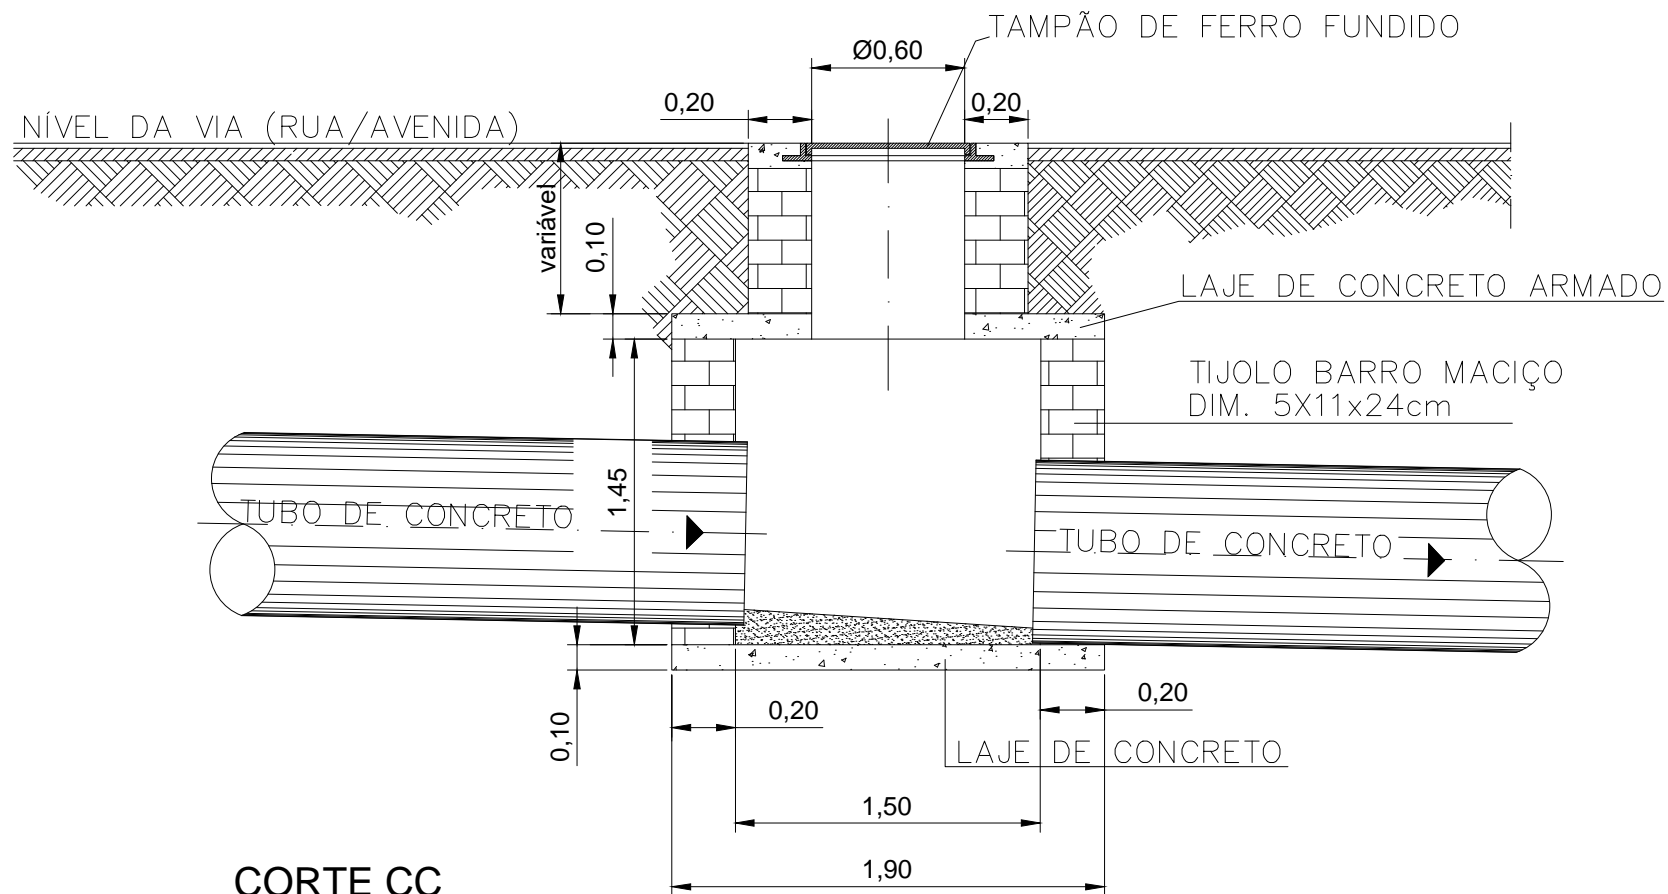 TAMPÃO DE FERRO FUNDIDO
Ø0,60
0,20
0,20
NÍVEL DA VIA (RUA/AVENIDA)
variável
0,10
LAJE DE CONCRETO ARMADO
TIJOLO BARRO MACIÇO
DIM. 5X11x24cm
1,45
TUBO DE CONCRETO
TUBO DE CONCRETO
0,20
0,20
0,10
LAJE DE CONCRETO
1,50
1,90
CORTE CC